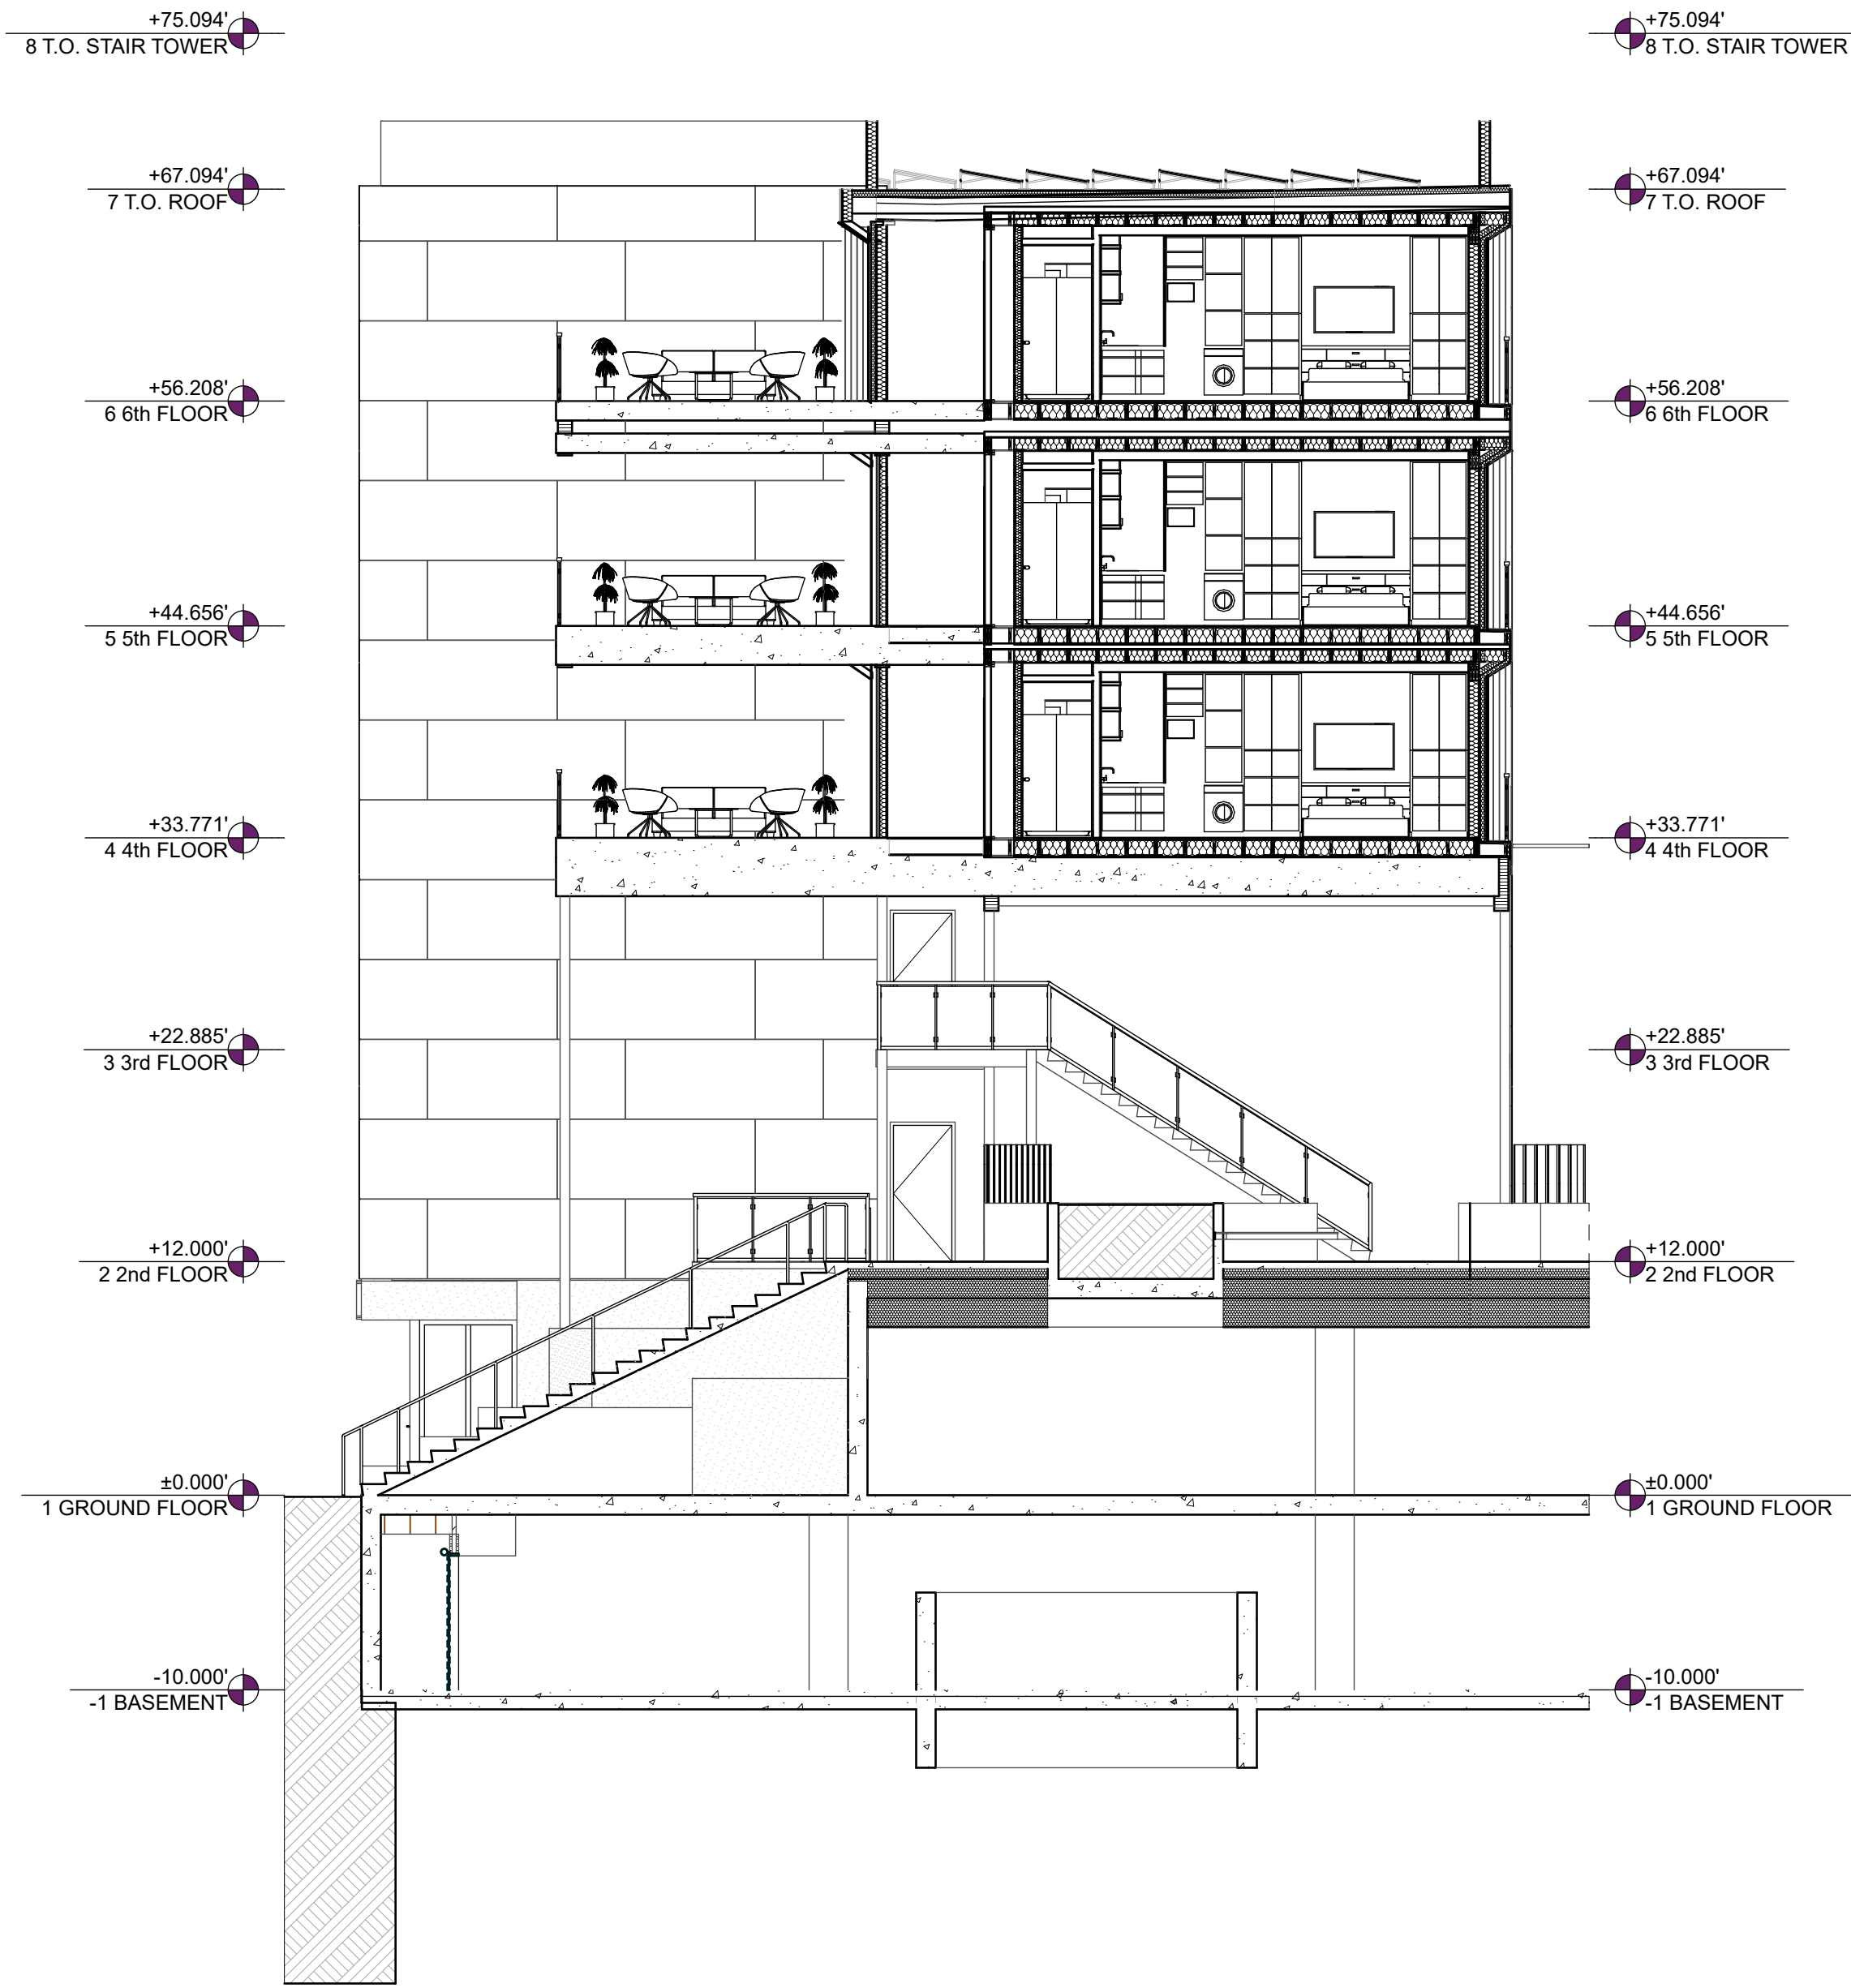 +75.094'
8 T.O. STAIR TOWER
+75.094'
8 T.O. STAIR TOWER
+67.094'
7 T.O. ROOF
+67.094'
7 T.O. ROOF
+56.208'
6 6th FLOOR
+56.208'
6 6th FLOOR
+44.656'
5 5th FLOOR
+44.656'
5 5th FLOOR
+33.771'
4 4th FLOOR
+33.771'
4 4th FLOOR
+22.885'
3 3rd FLOOR
+22.885'
3 3rd FLOOR
+12.000'
2 2nd FLOOR
+12.000'
2 2nd FLOOR
±0.000'
1 GROUND FLOOR
±0.000'
1 GROUND FLOOR
-10.000'
-1 BASEMENT
-10.000'
-1 BASEMENT